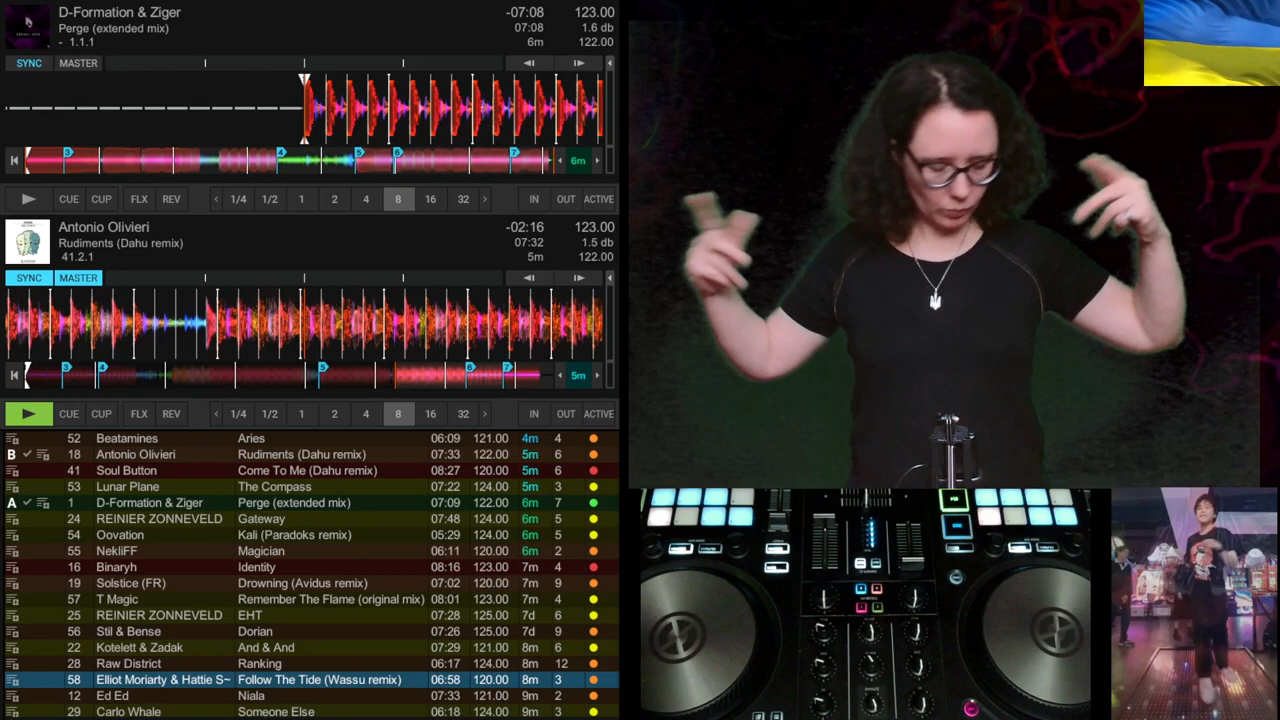 D-Formation & Ziger -07:08 123.00
Perge (extended mix) 07:08 1.6 db
- 1.1.1 6m 122.00
SYNC MASTER
3 4 5 6 7 6m
CUE CUP FLX REV < 1/4 1/2 1 2 4 8 16 32 > IN OUT ACTIVE
Antonio Olivieri -02:16 123.00
Rudiments (Dahu remix) 07:32 1.5 db
41.2.1 5m 122.00
SYNC MASTER
3 4 5 6 7 5m
CUE CUP FLX REV < 1/4 1/2 1 2 4 8 16 32 > IN OUT ACTIVE
52 Beatamines Aries 06:09 121.00 4m 4
B 18 Antonio Olivieri Rudiments (Dahu remix) 07:33 122.00 5m 6
41 Soul Button Come To Me (Dahu remix) 08:27 120.00 5m 6
53 Lunar Plane The Compass 07:22 124.00 5m 3
A 1 D-Formation & Ziger Perge (extended mix) 07:09 122.00 6m 7
24 REINIER ZONNEVELD Gateway 07:48 124.00 6m 5
54 Oovation Kali (Paradoks remix) 05:29 124.00 6m 5
55 NekliFF Magician 06:11 120.00 6m 2
16 Binaryh Identity 08:16 123.00 7m 4
19 Solstice (FR) Drowning (Avidus remix) 07:02 120.00 7m 9
57 T Magic Remember The Flame (original mix) 08:01 123.00 7m 4
25 REINIER ZONNEVELD EHT 07:28 125.00 7d 6
56 Stil & Bense Dorian 07:26 125.00 7d 9
22 Kotelett & Zadak And & And 07:29 121.00 8m 6
28 Raw District Ranking 06:17 124.00 8m 12
58 Elliot Moriarty & Hattie S~ Follow The Tide (Wassu remix) 06:58 120.00 8m 3
12 Ed Ed Niala 07:33 121.00 9m 2
29 Carlo Whale Someone Else 06:18 124.00 9m 3